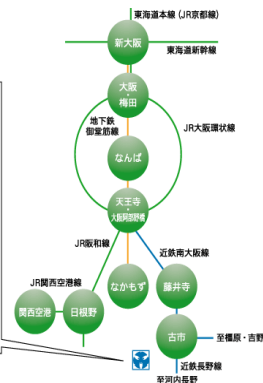 東海道本線(JR京都線)
新大阪
東海道新幹線
大阪
・
梅田
地下鉄
御堂筋線
JR大阪環状線
なんば
天王寺
・
大阪阿部野橋
JR阪和線
近鉄南大阪線
JR関西空港線
なかもず
藤井寺
関西空港
日根野
古市
至橿原・吉野
近鉄長野線
至河内長野